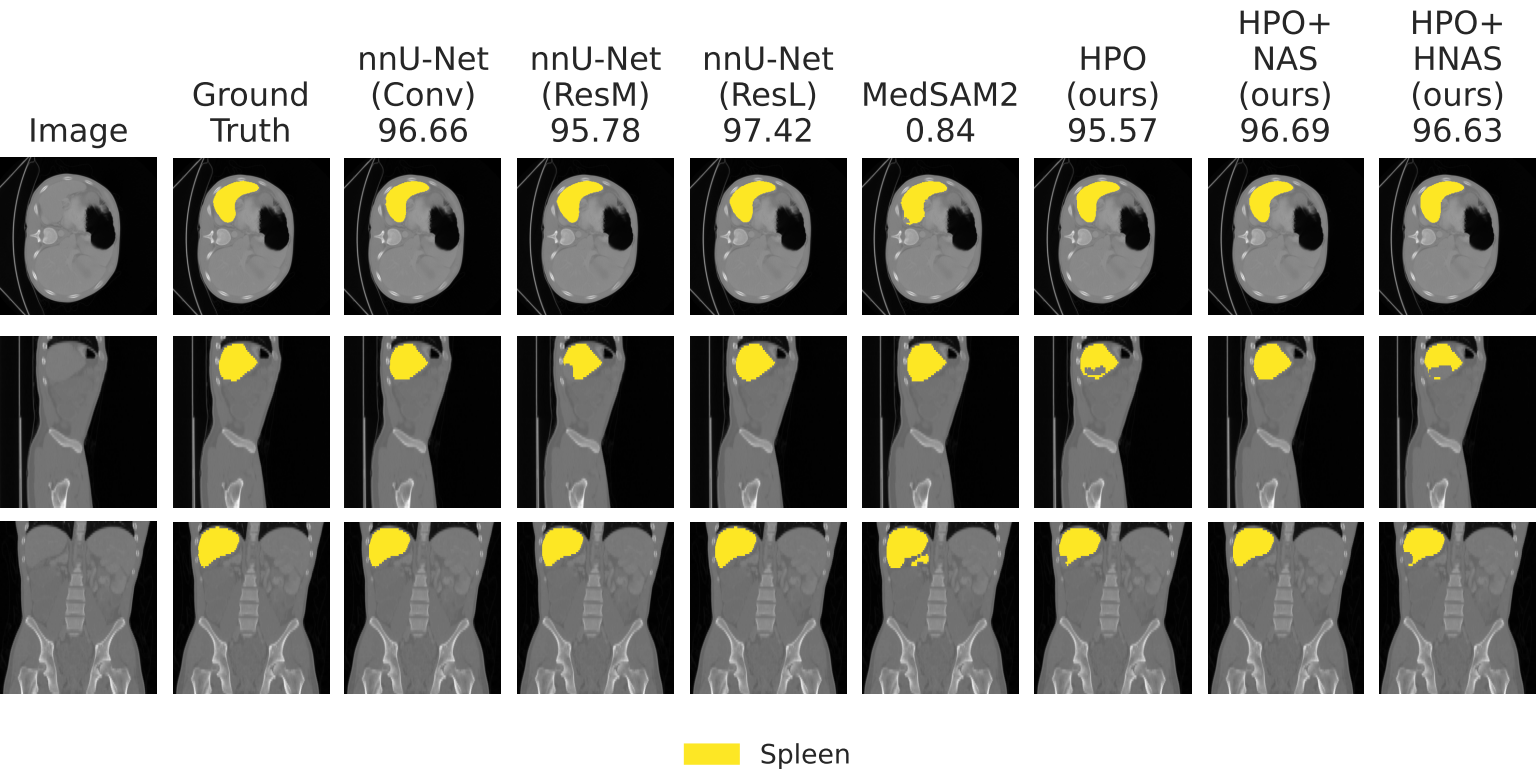 Image
Ground
Truth
nnU-Net
(Conv)
96.66
nnU-Net
(ResM)
95.78
nnU-Net
(ResL)
97.42
MedSAM2
0.84
HPO
(ours)
95.57
HPO+
NAS
(ours)
96.69
HPO+
HNAS
(ours)
96.63
Spleen